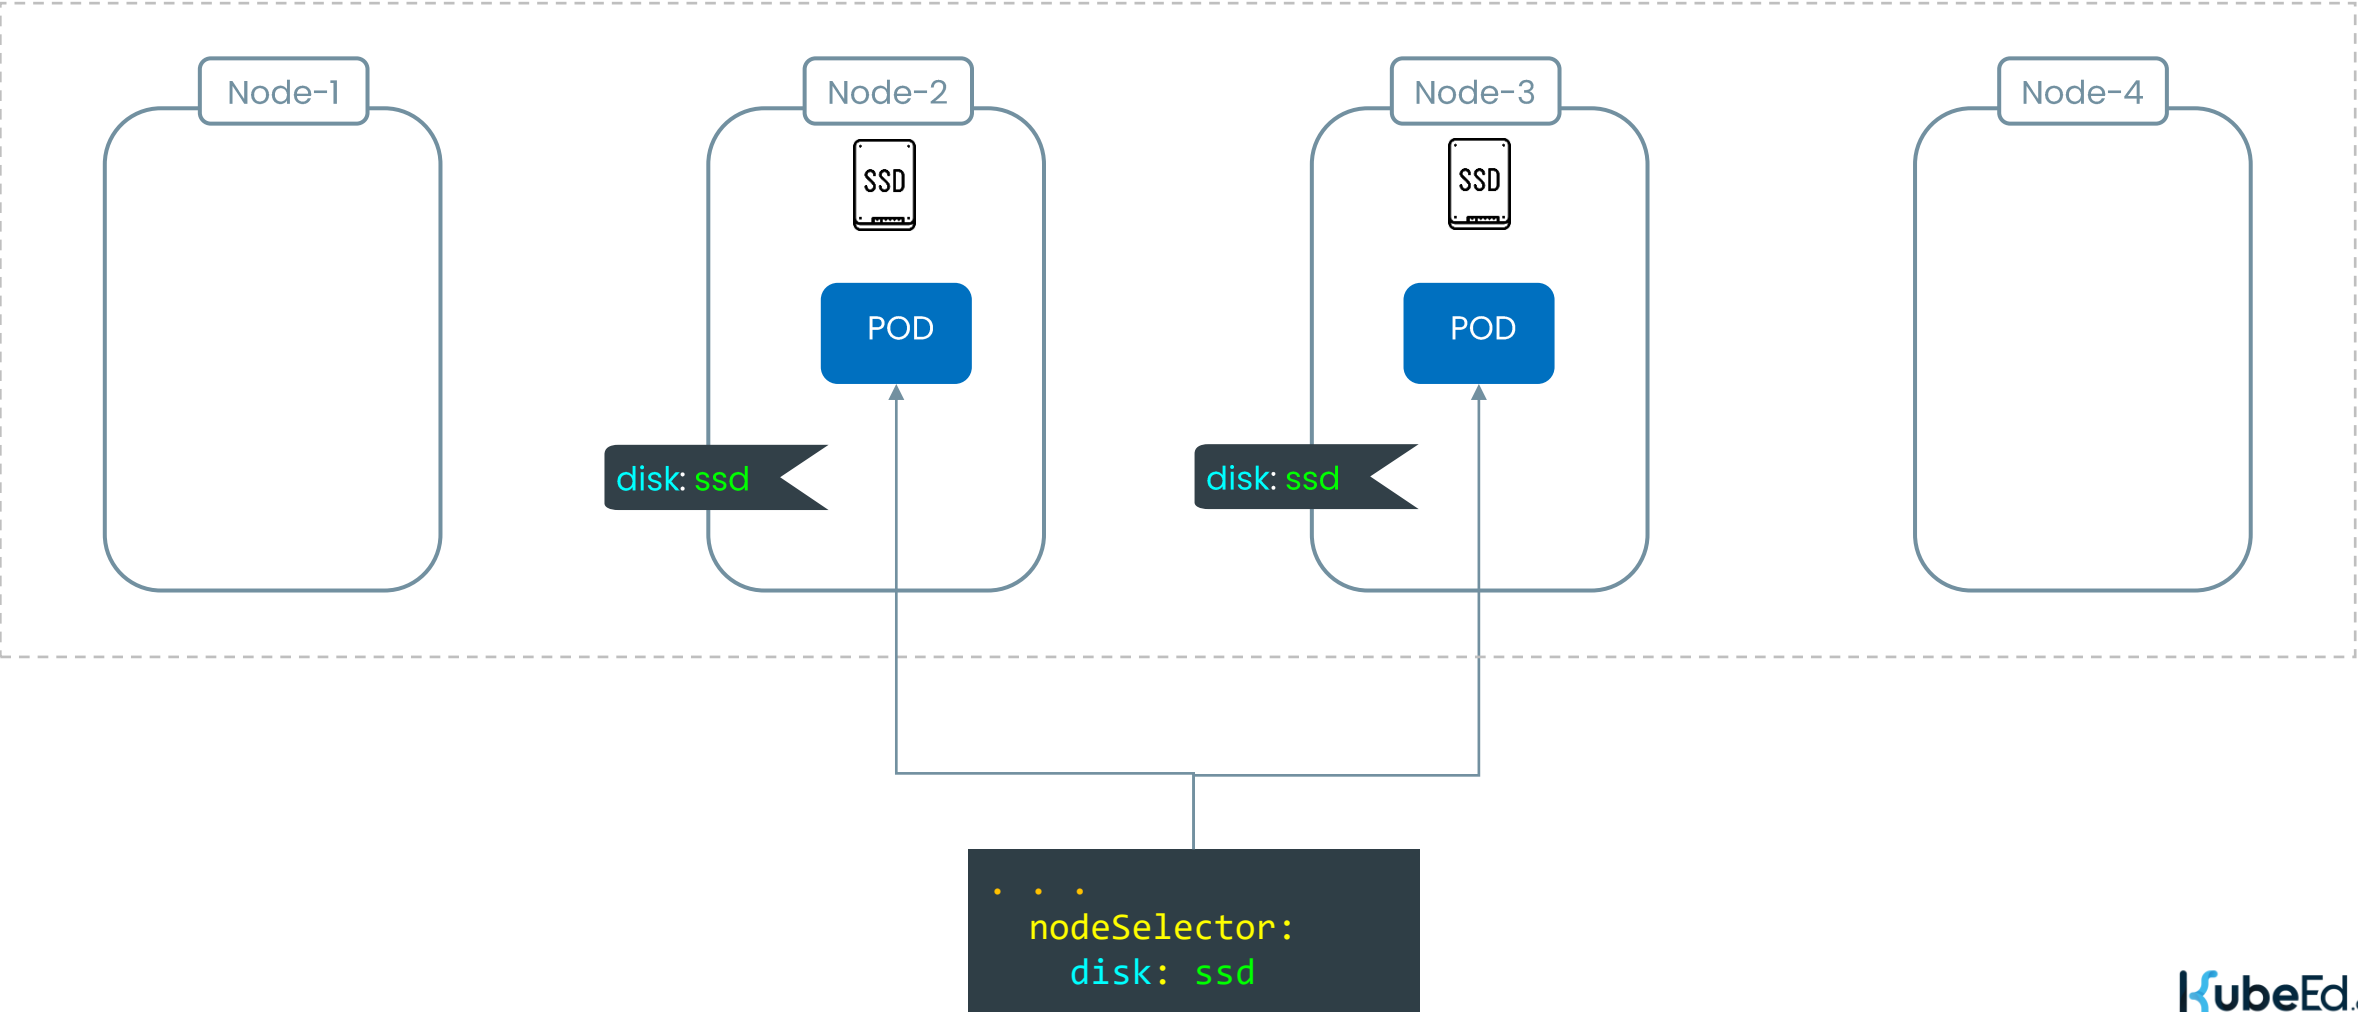 Node-1
Node-2
Node-3
Node-4
SSD
SSD
POD
POD
disk: ssd
disk: ssd
. . .
nodeSelector:
disk: ssd
KubeEd.